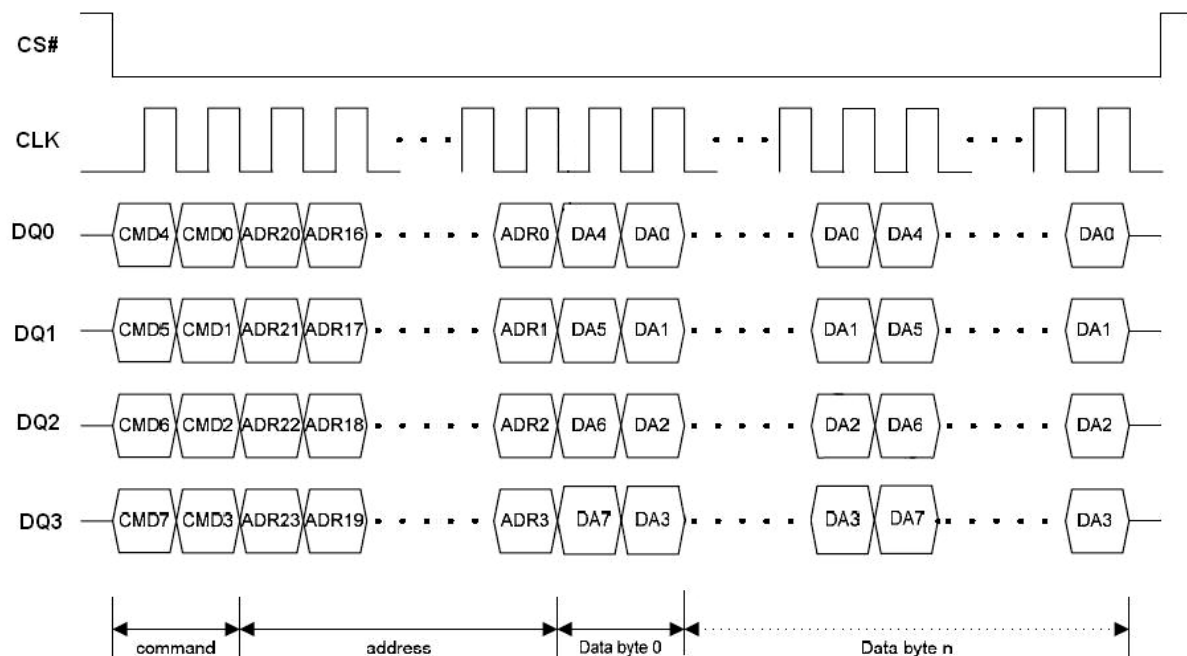 CS#
CLK
DQ0 CMD4 CMD0 ADR20 ADR16 ADR0 DA4 DA0 DA0 DA4 DA0
DQ1 CMD5 CMD1 ADR21 ADR17 ADR1 DA5 DA1 DA1 DA5 DA1
DQ2 CMD6 CMD2 ADR22 ADR18 ADR2 DA6 DA2 DA2 DA6 DA2
DQ3 CMD7 CMD3 ADR23 ADR19 ADR3 DA7 DA3 DA3 DA7 DA3
command address Data byte 0 Data byte n